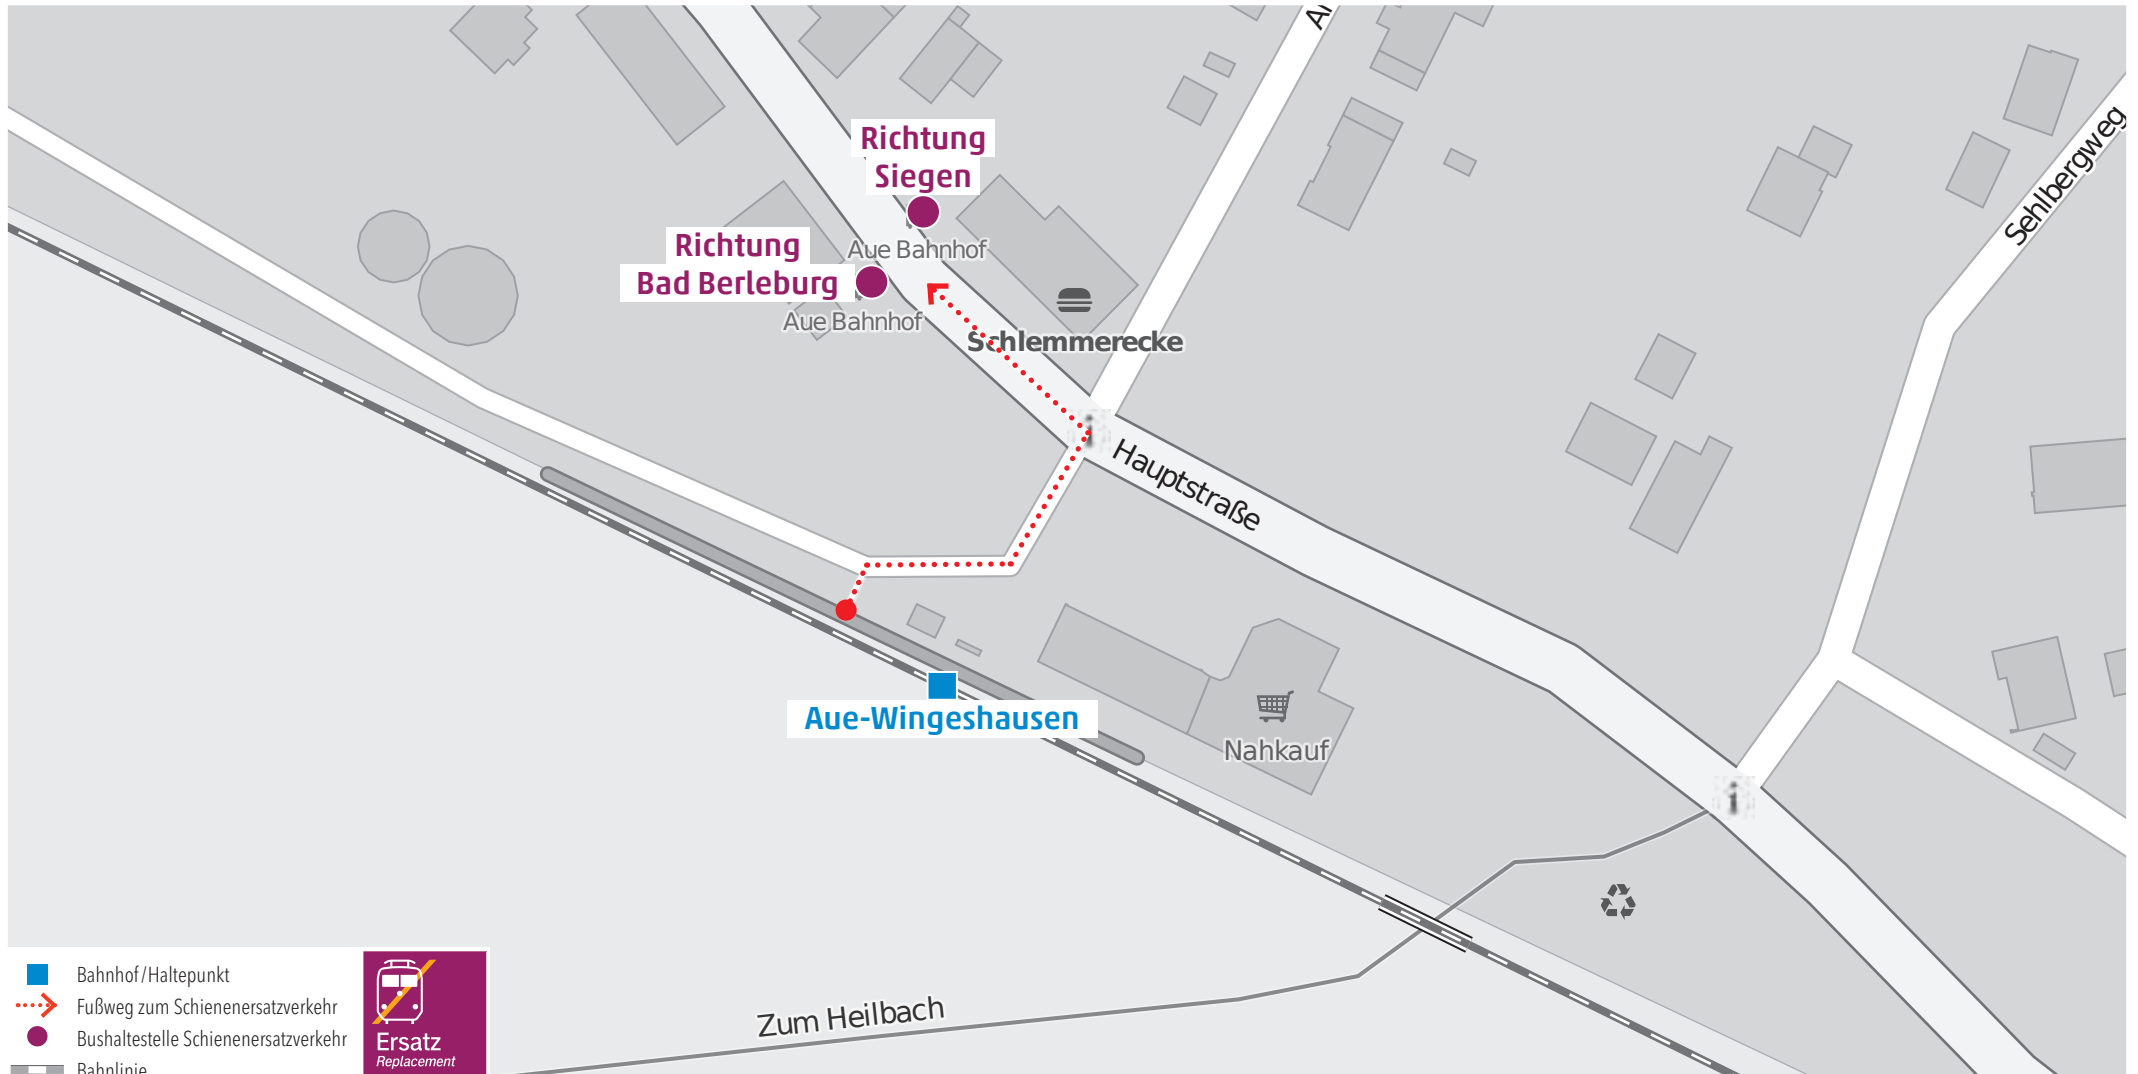 Richtung
Siegen
Aue Bahnhof
Richtung
Bad Berleburg
Aue Bahnhof
Schlemmerecke
Hauptstraße
Sehlbergweg
Aue-Wingeshausen
Nahkauf
Zum Heilbach
Bahnhof/Haltepunkt
Fußweg zum Schienenersatzverkehr
Bushaltestelle Schienenersatzverkehr
Bahnlinie
Ersatz
Replacement